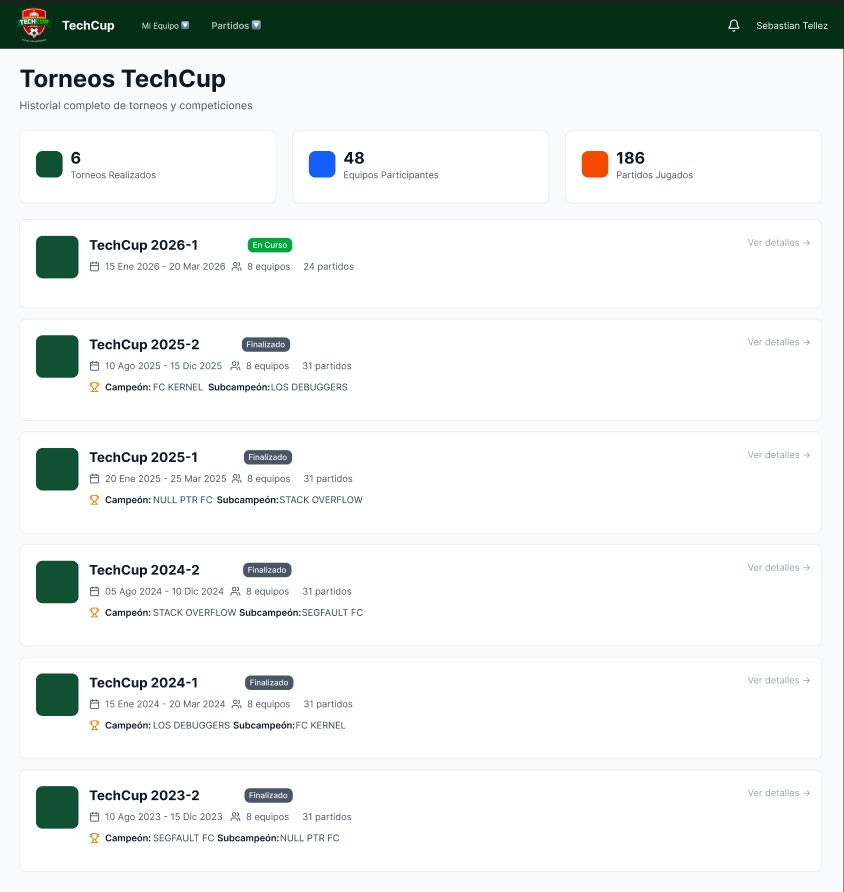 TECHCUP
TechCup
Mi Equipo
Partidos
Sebastian Tellez
Torneos TechCup
Historial completo de torneos y competiciones
6
Torneos Realizados
48
Equipos Participantes
186
Partidos Jugados
TechCup 2026-1 En Curso Ver detalles →
15 Ene 2026 - 20 Mar 2026 8 equipos 24 partidos
TechCup 2025-2 Finalizado Ver detalles →
10 Ago 2025 - 15 Dic 2025 8 equipos 31 partidos
Campeón: FC KERNEL Subcampeón:LOS DEBUGGERS
TechCup 2025-1 Finalizado Ver detalles →
20 Ene 2025 - 25 Mar 2025 8 equipos 31 partidos
Campeón: NULL PTR FC Subcampeón:STACK OVERFLOW
TechCup 2024-2 Finalizado Ver detalles →
05 Ago 2024 - 10 Dic 2024 8 equipos 31 partidos
Campeón: STACK OVERFLOW Subcampeón:SEGFAULT FC
TechCup 2024-1 Finalizado Ver detalles →
15 Ene 2024 - 20 Mar 2024 8 equipos 31 partidos
Campeón: LOS DEBUGGERS Subcampeón:FC KERNEL
TechCup 2023-2 Finalizado Ver detalles →
10 Ago 2023 - 15 Dic 2023 8 equipos 31 partidos
Campeón: SEGFAULT FC Subcampeón:NULL PTR FC